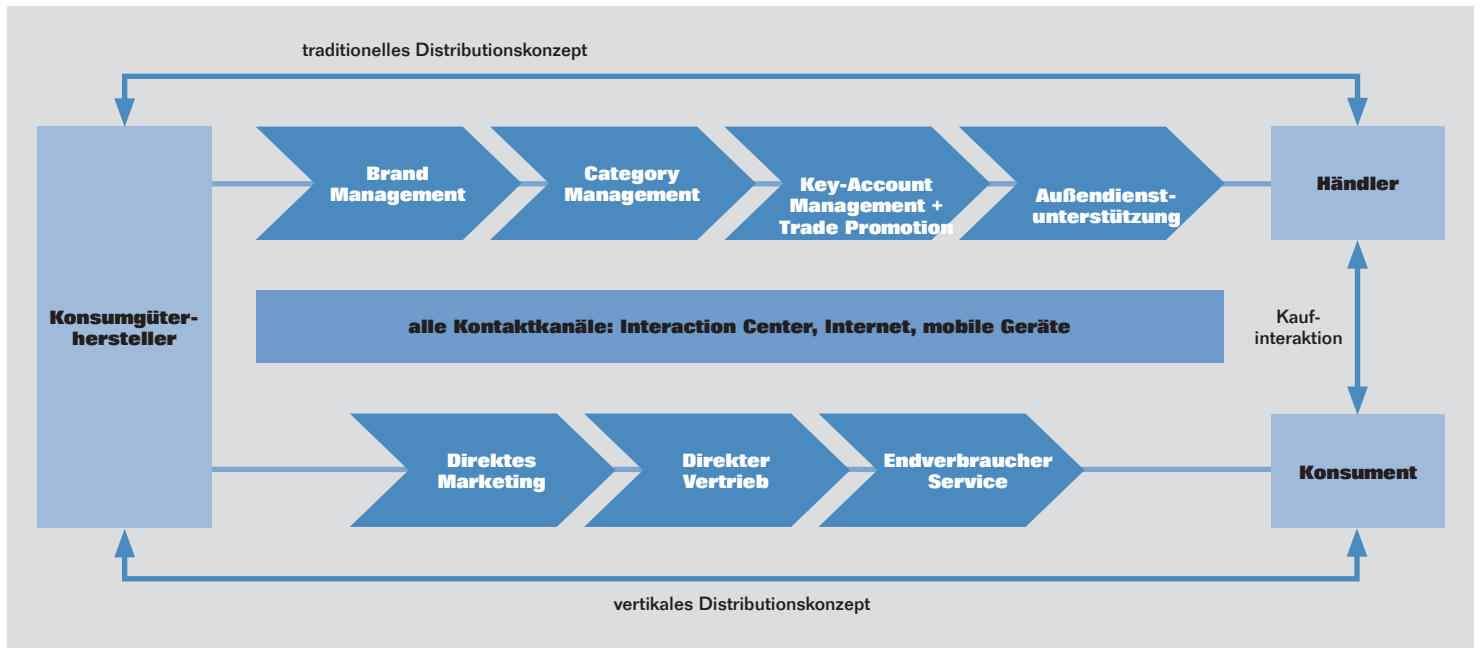 traditionelles Distributionskonzept
Konsumgüter-
hersteller
Brand
Management
Category
Management
Key-Account
Management +
Trade Promotion
Außendienst-
unterstützung
Händler
alle Kontaktkanäle: Interaction Center, Internet, mobile Geräte
Kauf-
interaktion
Direktes
Marketing
Direkter
Vertrieb
Endverbraucher
Service
Konsument
vertikales Distributionskonzept